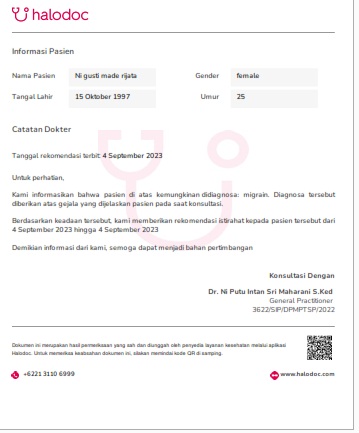 halodoc
Informasi Pasien
Nama Pasien Ni gusti made rijata Gender female
Tangal Lahir 15 Oktober 1997 Umur 25
Catatan Dokter
Tanggal rekomendasi terbit: 4 September 2023
Untuk perhatian,
Kami informasikan bahwa pasien di atas kemungkinan didiagnosa: migrain. Diagnosa tersebut
diberikan atas gejala yang dijelaskan pasien pada saat konsultasi.
Berdasarkan keadaan tersebut, kami memberikan rekomendasi istirahat kepada pasien tersebut dari
4 September 2023 hingga 4 September 2023
Demikian informasi dari kami, semoga dapat menjadi bahan pertimbangan
Konsultasi Dengan
Dr. Ni Putu Intan Sri Maharani S.Ked
General Practitioner
3622/SIP/DPMPTSP/2022
Dokumen ini merupakan hasil pemeriksaan yang sah dan diunggah oleh penyedia layanan kesehatan melalui aplikasi
Halodoc. Untuk memeriksa keabsahan dokumen ini, silakan memindai kode QR di samping.
+6221 3110 6999 www.halodoc.com